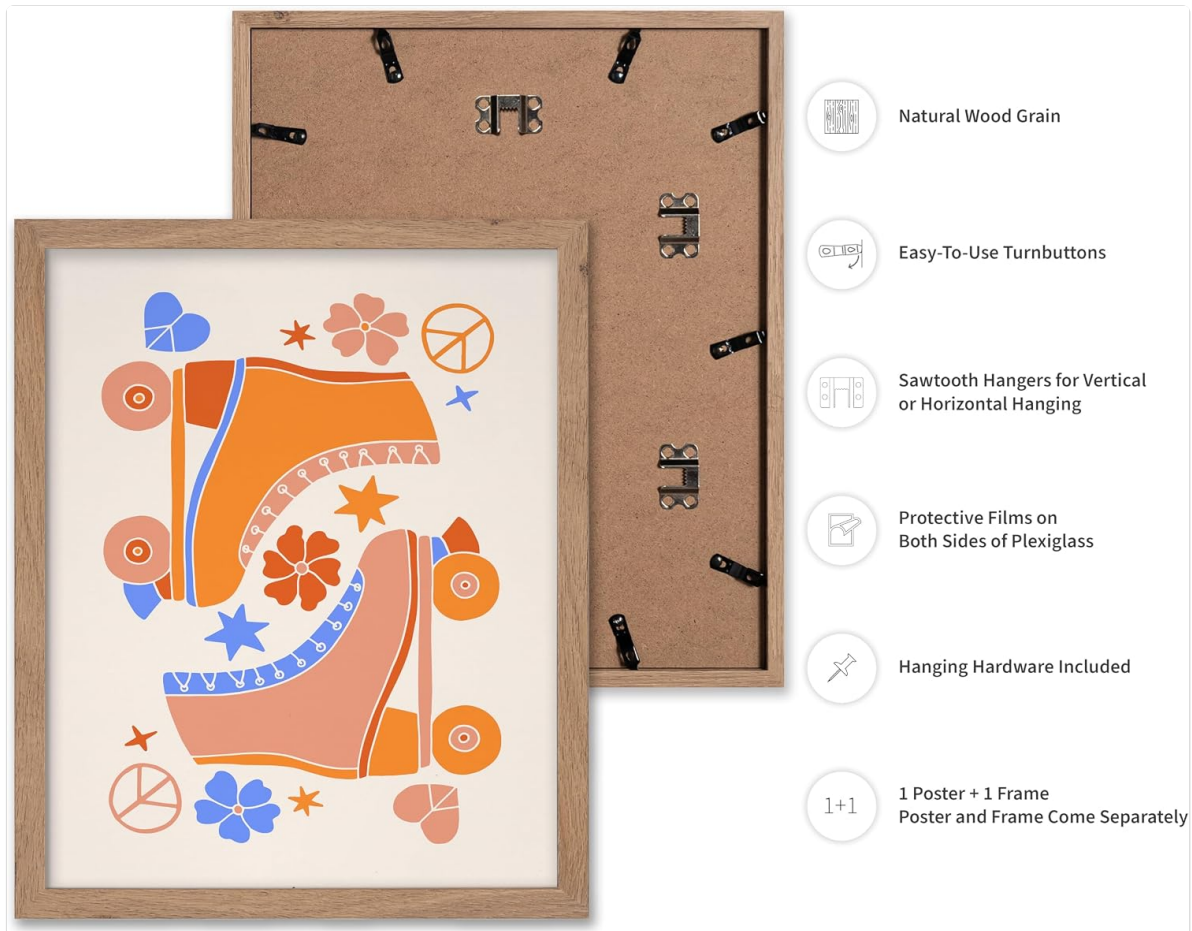 Natural Wood Grain
Easy-To-Use Turnbuttons
Sawtooth Hangers for Vertical
or Horizontal Hanging
Protective Films on
Both Sides of Plexiglass
Hanging Hardware Included
1+1
1 Poster + 1 Frame
Poster and Frame Come Separately